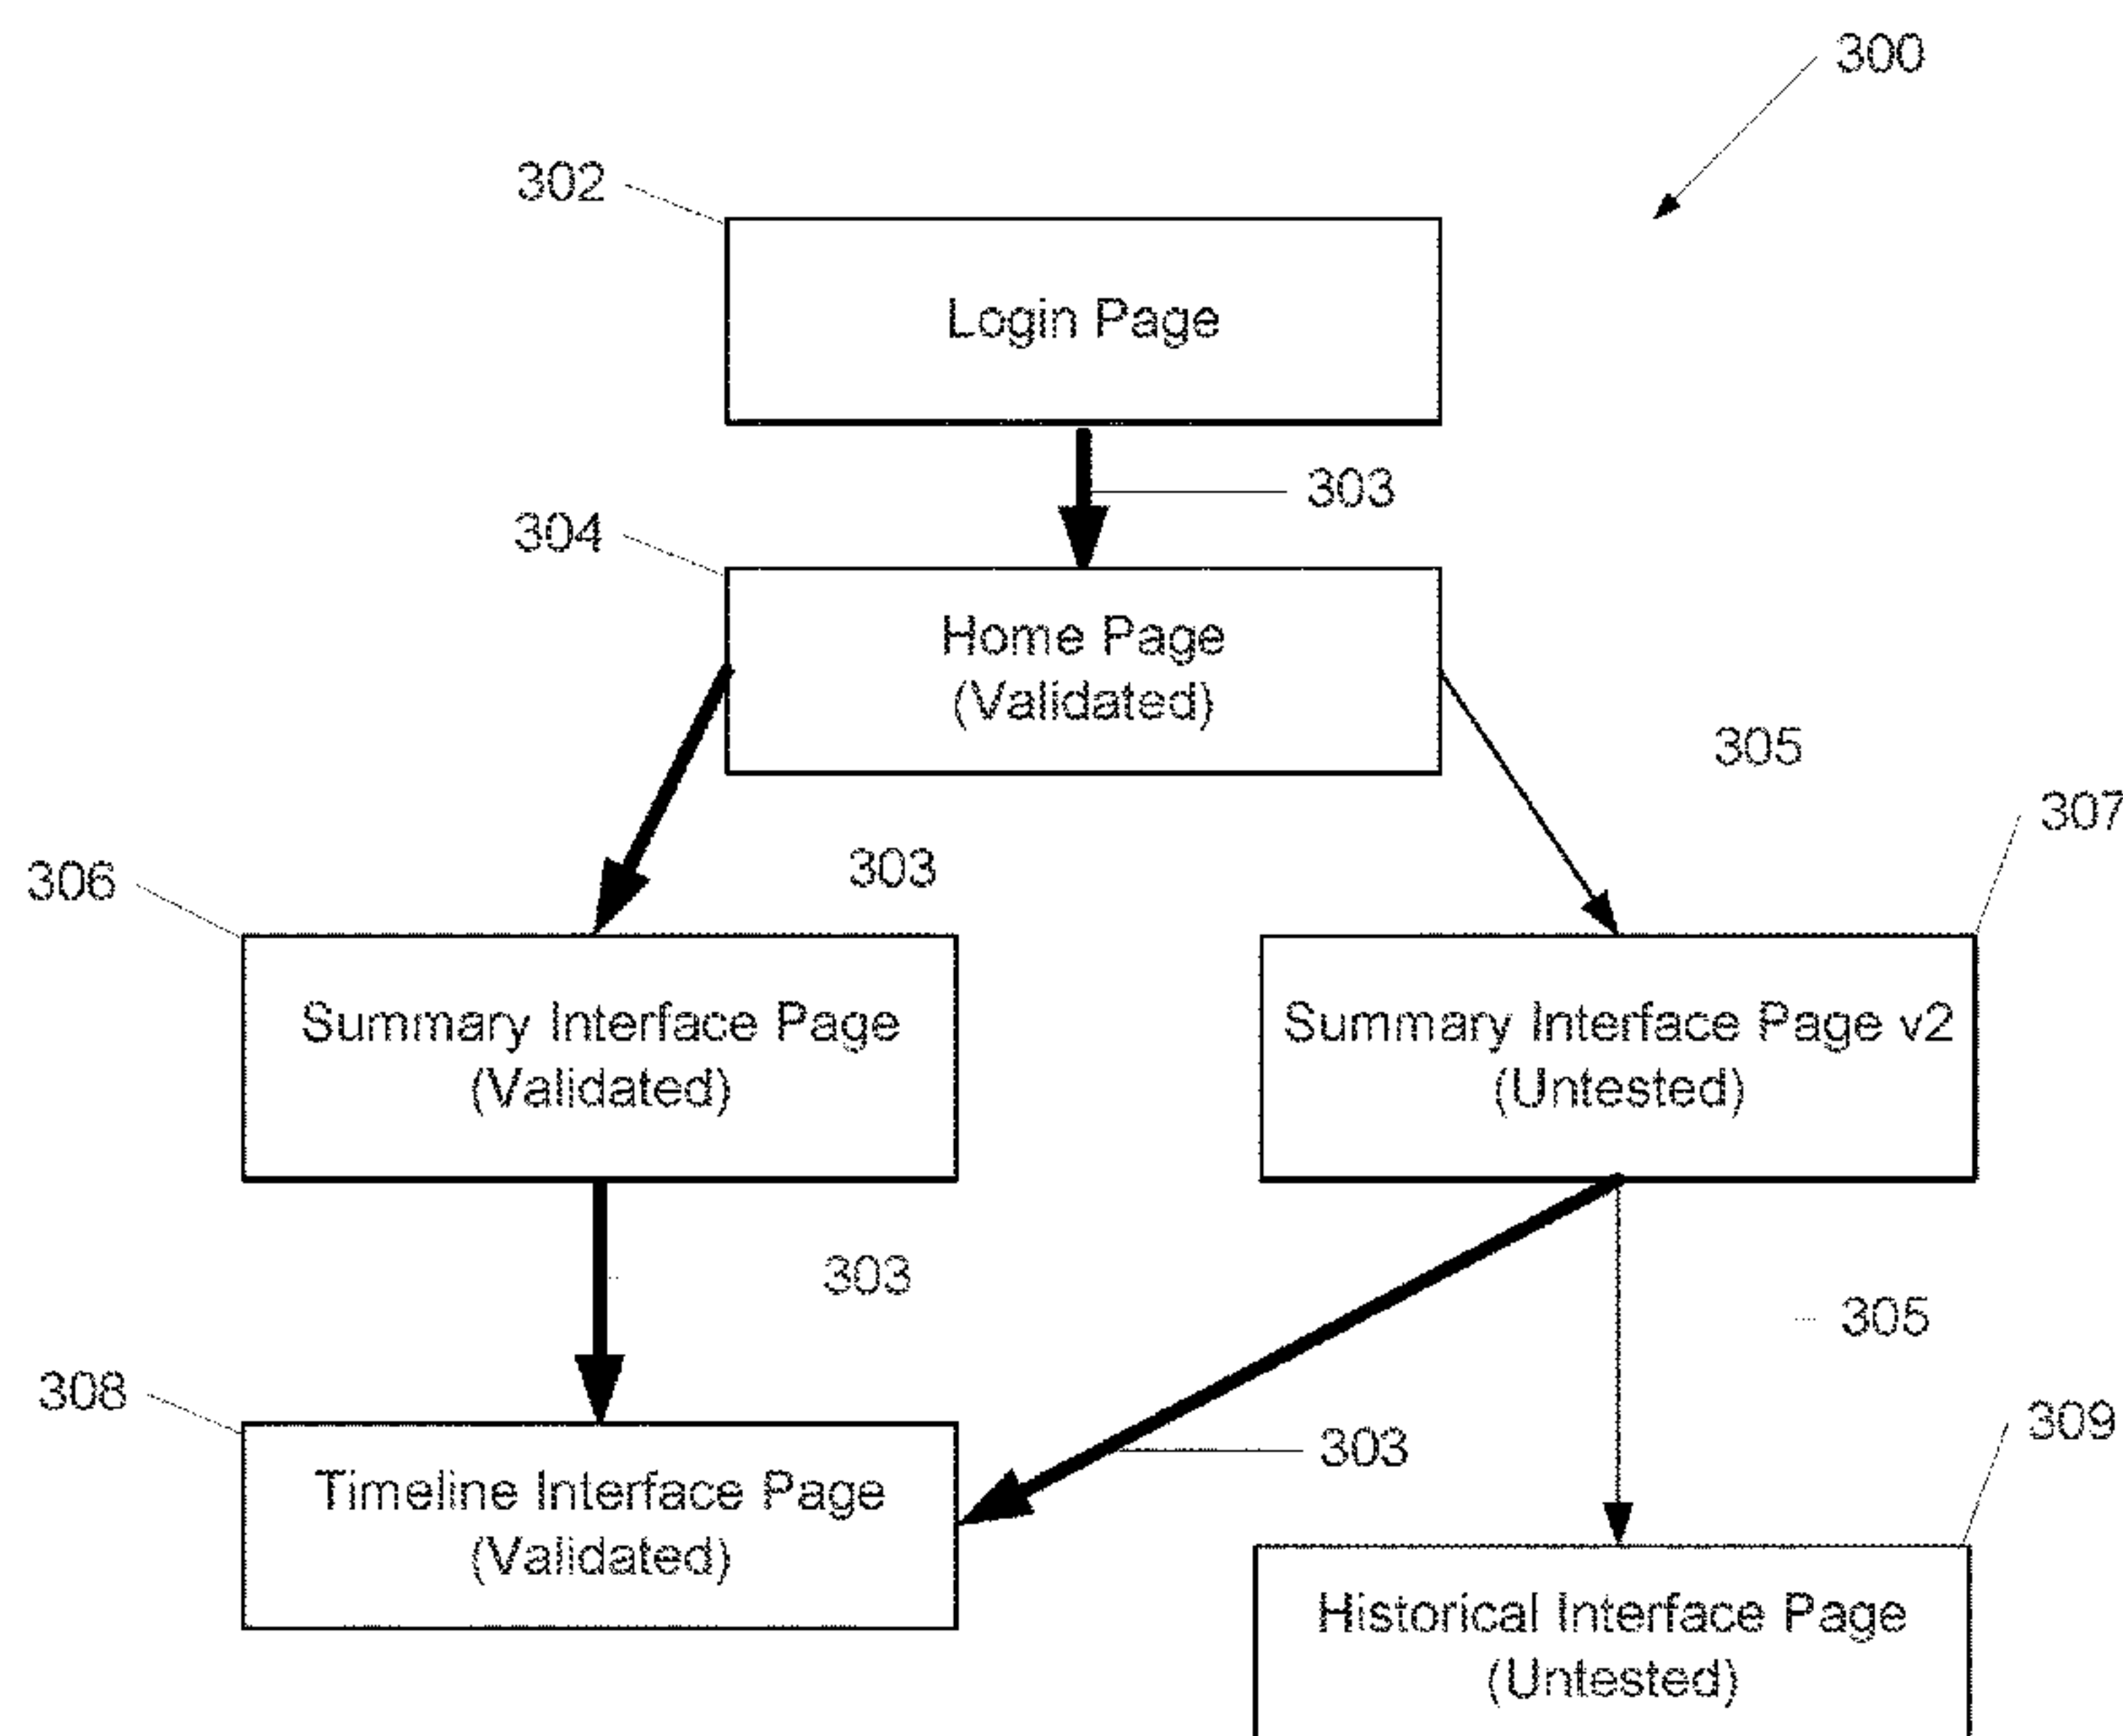 300
302
Login Page
303
304
Home Page
(Validated)
305
307
303
306
Summary Interface Page
(Validated)
Summary Interface Page v2
(Untested)
303
305
308
303
309
Timeline Interface Page
(Validated)
Historical Interface Page
(Untested)